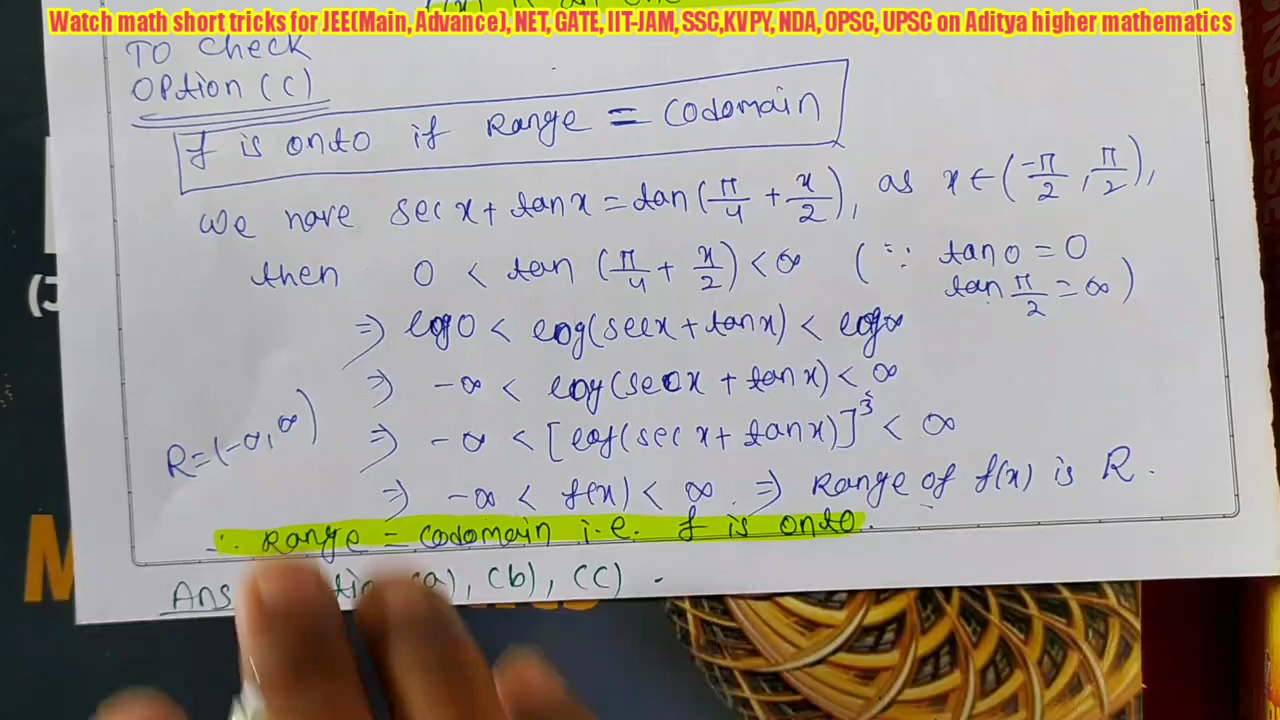 f(x) is an one
Watch math short tricks for JEE(Main, Advance), NET, GATE, IIT-JAM, SSC,KVPY, NDA, OPSC, UPSC on Aditya higher mathematics
TO check
OPtion (C)
f is onto if Range = Codomain
we have sec x + tan x = tan(π/4 + x/2), as x ∈ (-π/2, π/2),
then 0 < tan (π/4 + x/2) < ∞ (∵ tan 0 = 0
tan π/2 = ∞)
⇒ log 0 < log(sec x + tan x) < log ∞
⇒ -∞ < log(sec x + tan x) < ∞
R = (-∞, ∞)
⇒ -∞ < [log(sec x + tan x)]³ < ∞
⇒ -∞ < f(x) < ∞ ⇒ Range of f(x) is R.
∴ Range = codomain i.e. f is onto.
Ans (a), (b), (C).